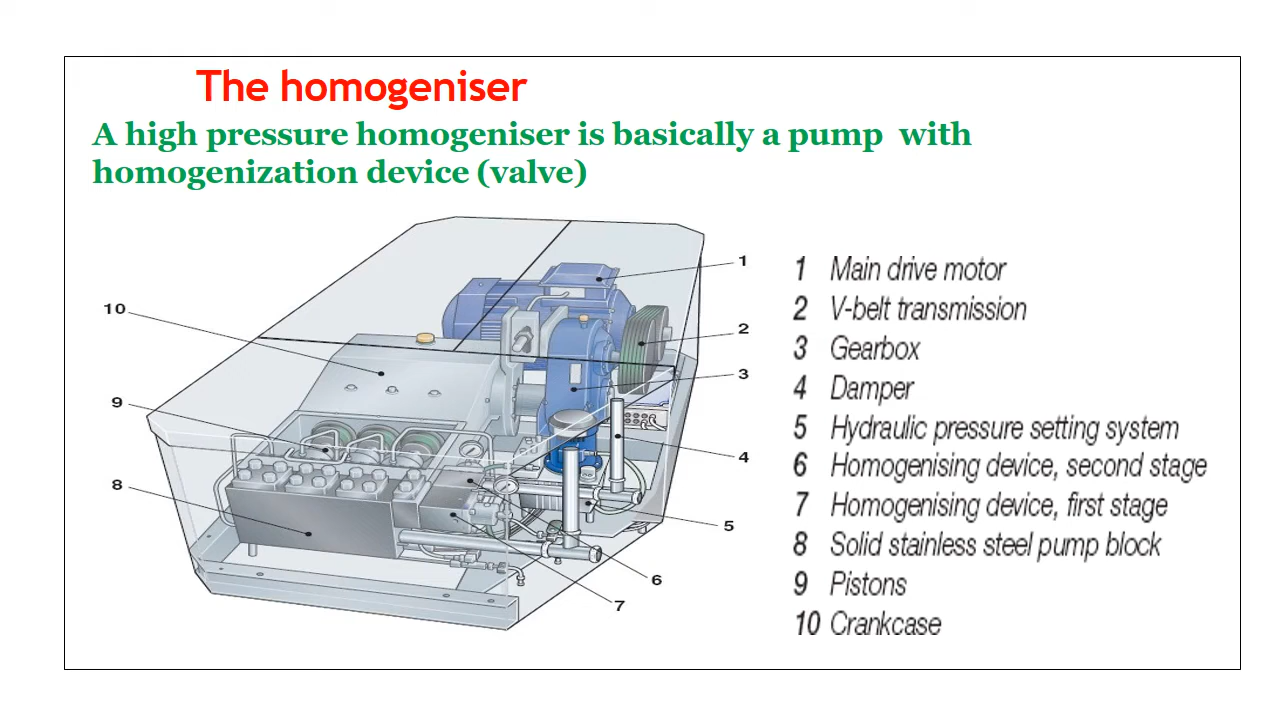 The homogeniser
A high pressure homogeniser is basically a pump with
homogenization device (valve)
1
2
3
4
5
6
7
8
9
10
1 Main drive motor
2 V-belt transmission
3 Gearbox
4 Damper
5 Hydraulic pressure setting system
6 Homogenising device, second stage
7 Homogenising device, first stage
8 Solid stainless steel pump block
9 Pistons
10 Crankcase